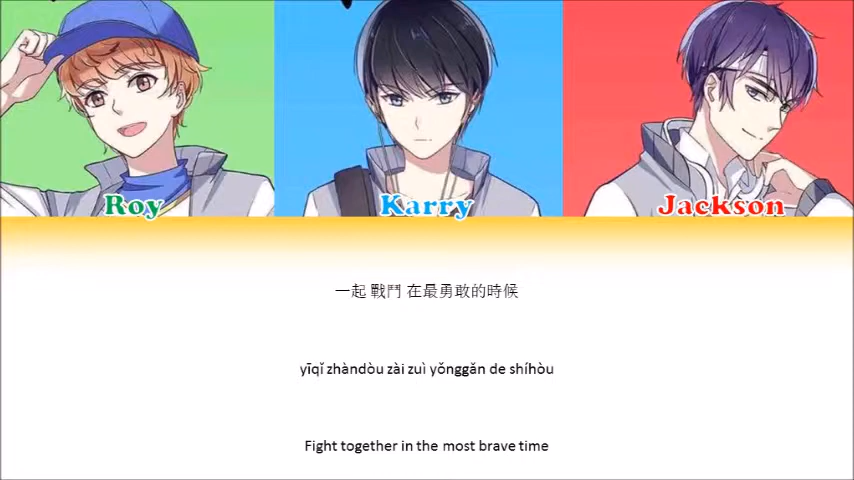 Roy
Karry
Jackson
一起 戰鬥 在最勇敢的時候
yīqǐ zhàndòu zài zuì yǒnggǎn de shíhòu
Fight together in the most brave time